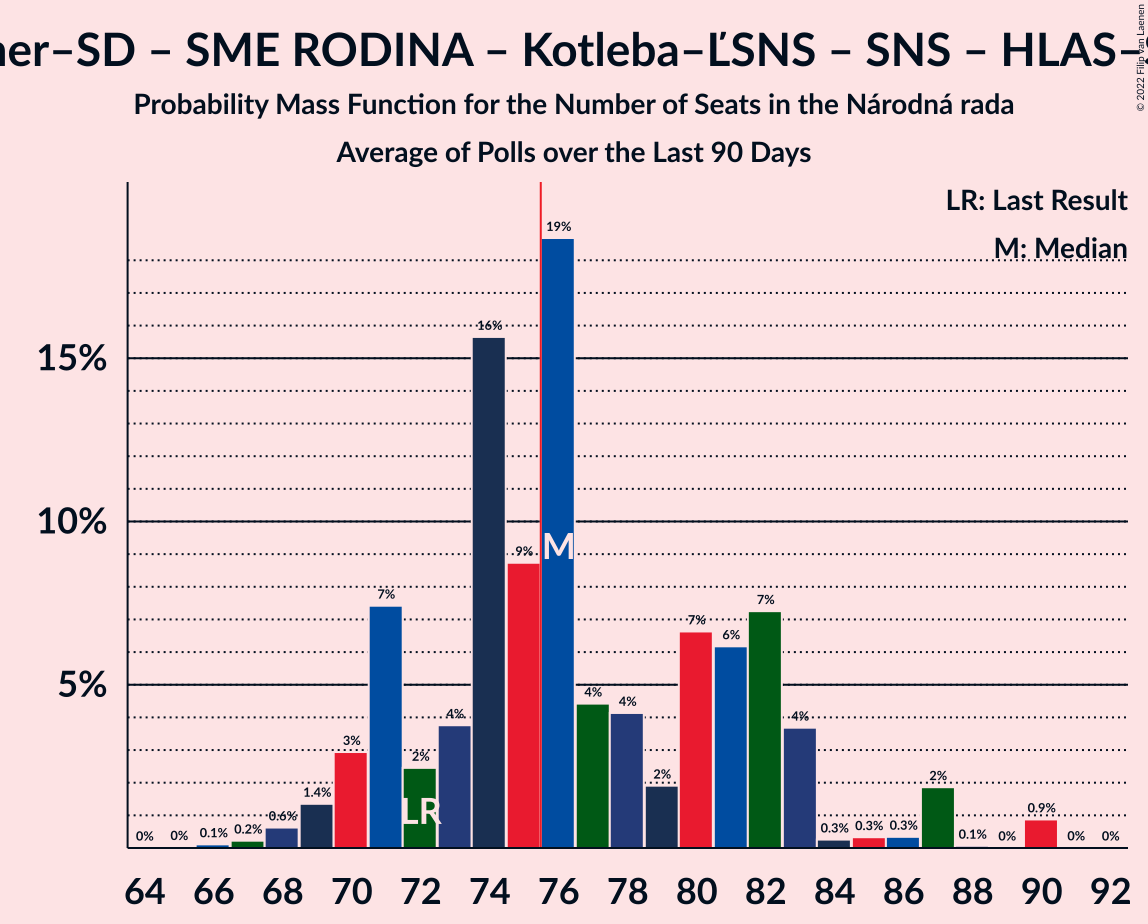 ner–SD – SME RODINA – Kotleba–ĽSNS – SNS – HLAS–
Probability Mass Function for the Number of Seats in the Národná rada
Average of Polls over the Last 90 Days
© 2022 Filip van Laenen
LR: Last Result
M: Median
15%
10%
5%
0% 0% 0.1% 0.2% 0.6% 1.4% 3% 7% 2% 4% 16% 9% 19% 4% 4% 2% 7% 6% 7% 4% 0.3% 0.3% 0.3% 2% 0.1% 0% 0.9% 0% 0%
LR
M
64 66 68 70 72 74 76 78 80 82 84 86 88 90 92